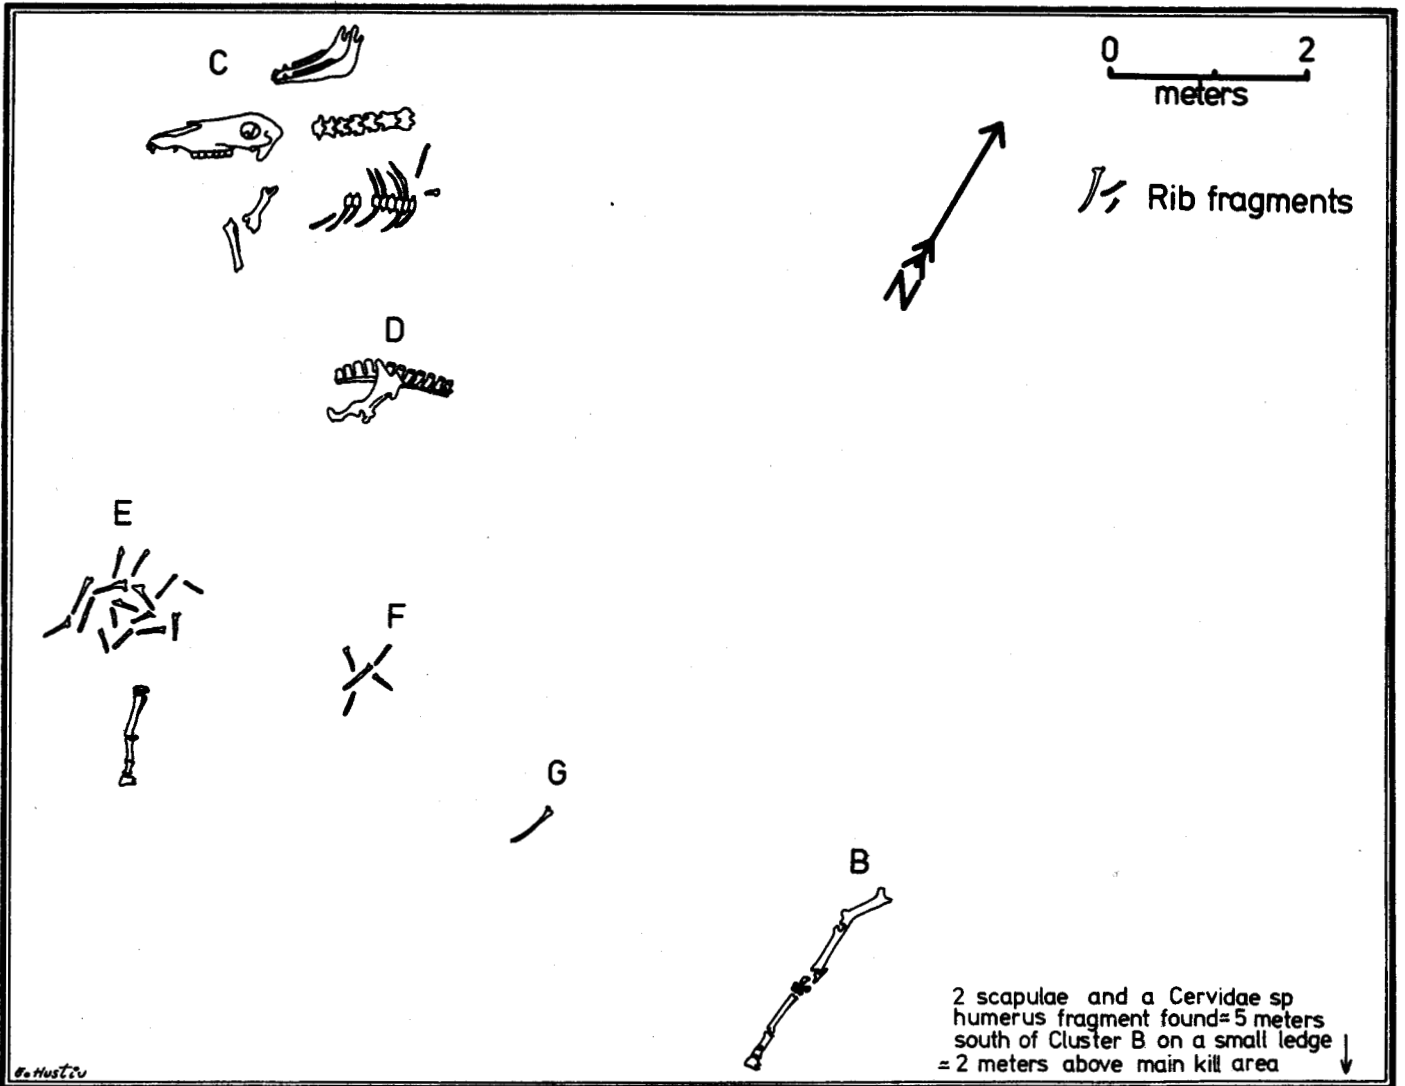 C
0 2
meters
N
Rib fragments
D
E
F
G
B
2 scapulae and a Cervidae sp
humerus fragment found≃5 meters
south of Cluster B on a small ledge
≃2 meters above main kill area